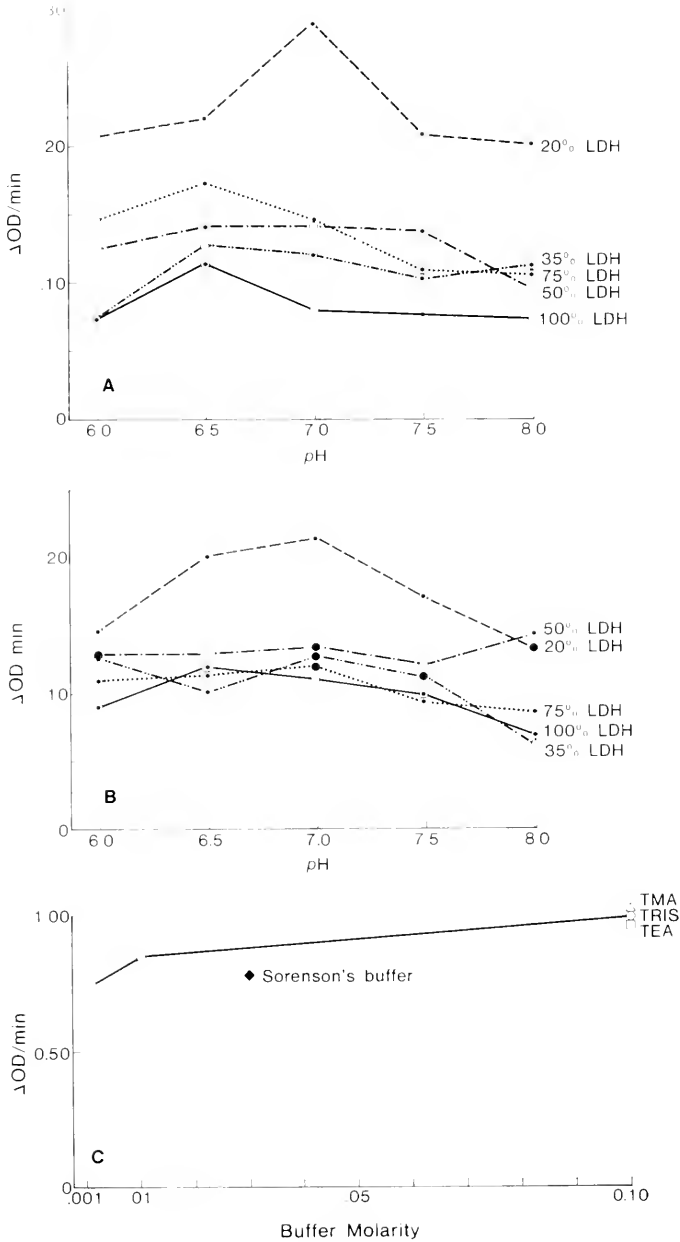 30
20
10
0
ΔOD/min
20% LDH
35% LDH
75% LDH
50% LDH
100% LDH
A
6 0
6 5
7 0
7 5
8 0
pH
20
10
0
ΔOD min
50% LDH
20% LDH
75% LDH
100% LDH
35% LDH
B
6 0
6.5
7.0
7 5
8 0
pH
1 00
0.50
0
ΔOD/min
TMA
TRIS
TEA
Sorenson's buffer
C
.001
01
.05
0.10
Buffer Molarity